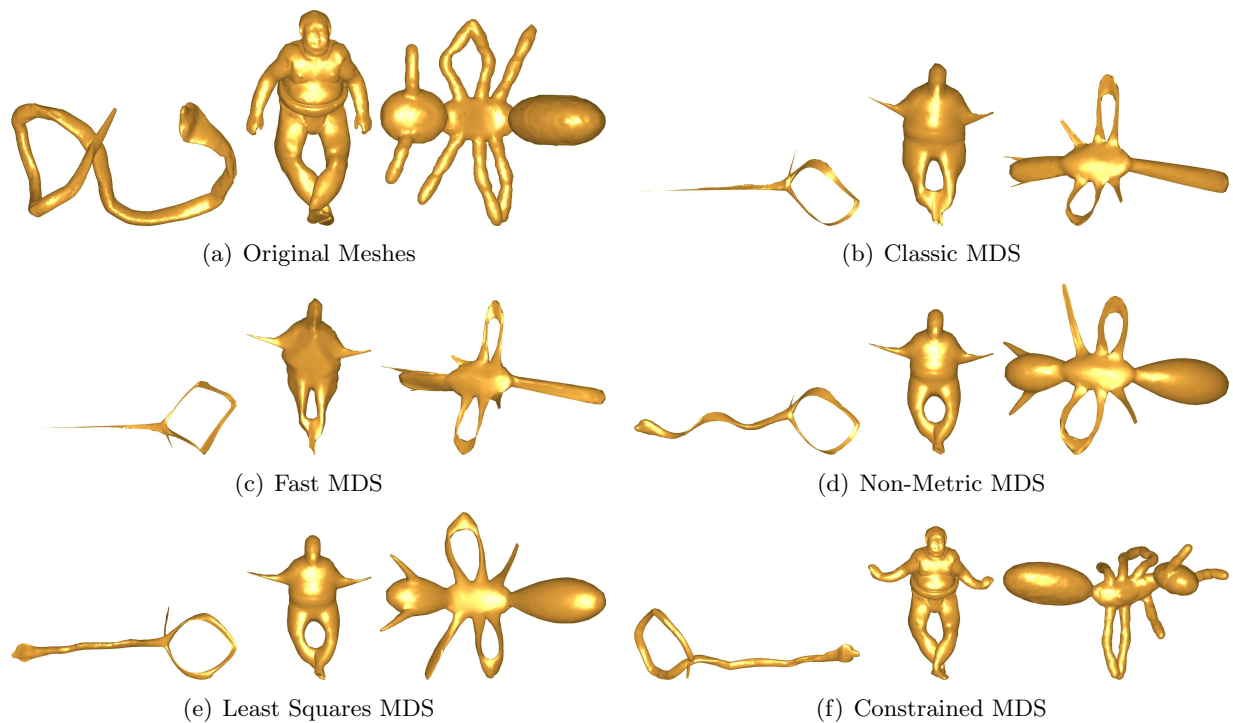 (a) Original Meshes
(b) Classic MDS
(c) Fast MDS
(d) Non-Metric MDS
(e) Least Squares MDS
(f) Constrained MDS